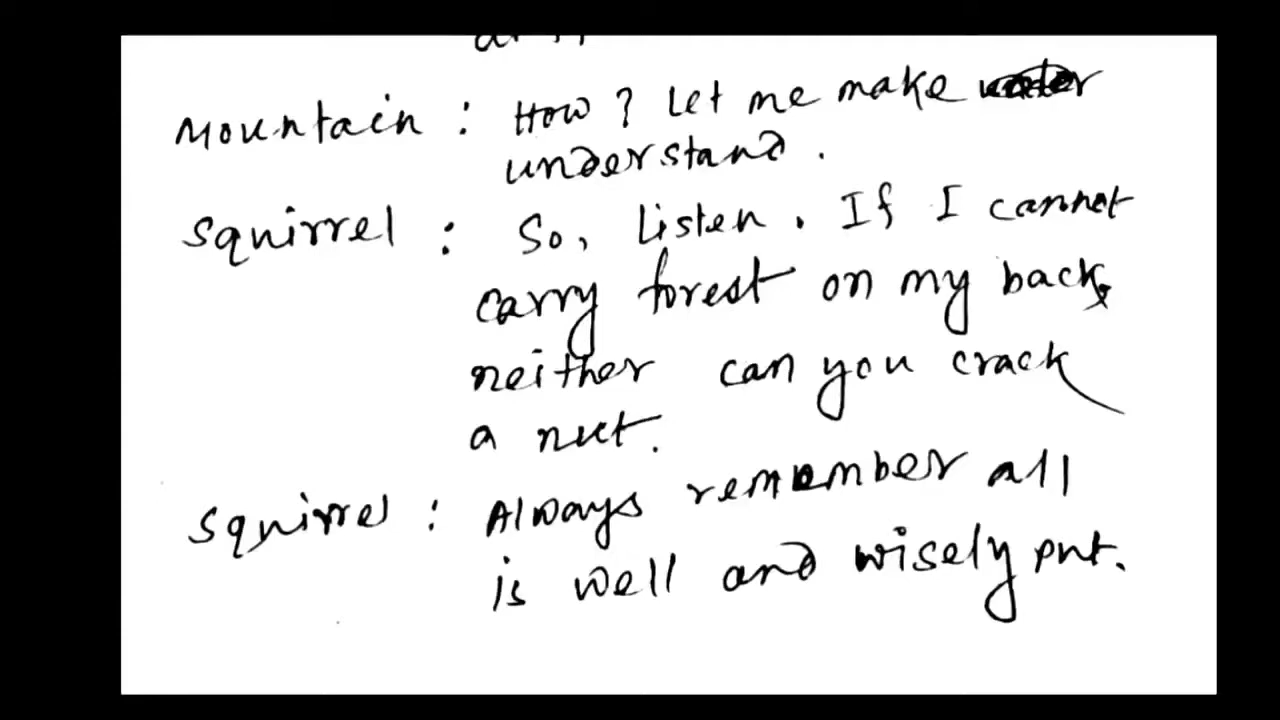 Mountain : How? Let me make
understand.
Squirrel : So, Listen. If I cannot
carry forest on my back,
neither can you crack
a nut.
Squirrel : Always remember all
is well and wisely put.